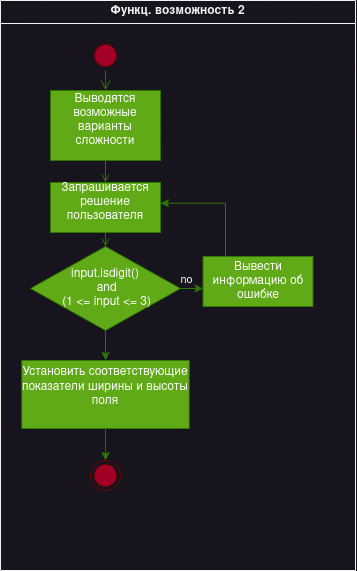 Функц. возможность 2
Выводятся
возможные
варианты
сложности
Запрашивается
решение
пользователя
input.isdigit()
and
(1 <= input <= 3)
no
Вывести
информацию об
ошибке
Установить соответствующие
показатели ширины и высоты
поля